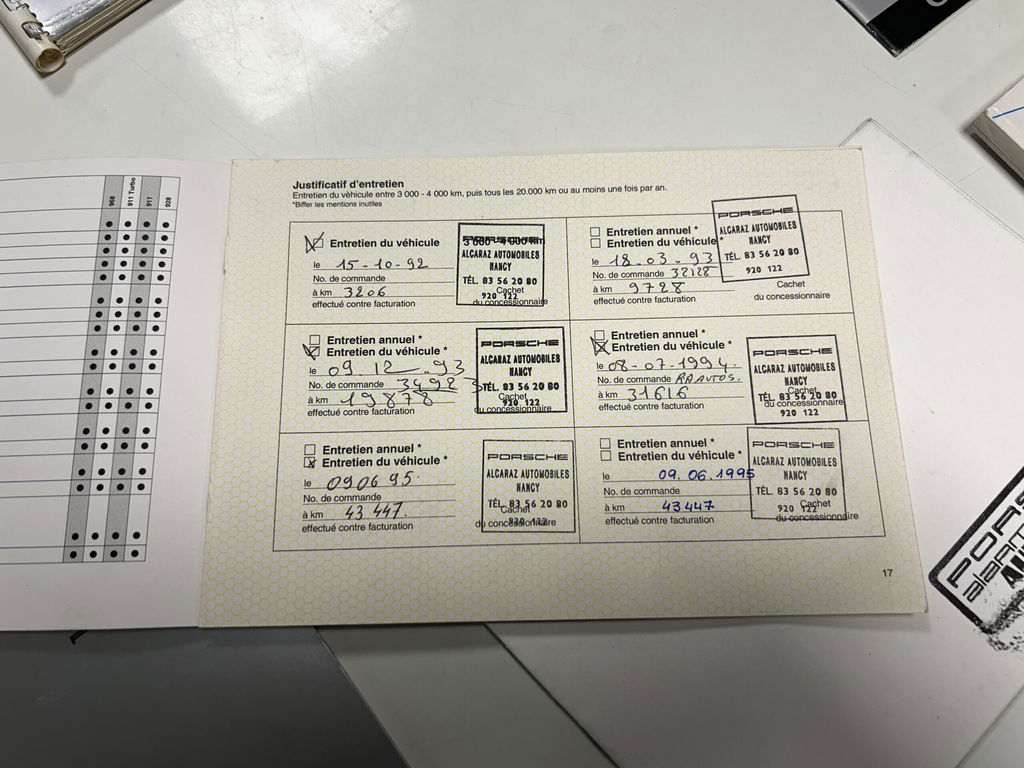 968
911 Turbo
911
928
Justificatif d'entretien
Entretien du véhicule entre 3 000 - 4 000 km, puis tous les 20.000 km ou au moins une fois par an.
*Biffer les mentions inutiles
Entretien du véhicule
3 000 - 4 000 km
le 15-10-92
No. de commande
à km 3206
effectué contre facturation
PORSCHE
ALCARAZ AUTOMOBILES
NANCY
TÉL. 83 56 20 80
920 122
Cachet
du concessionnaire
Entretien annuel *
Entretien du véhicule *
le 18.03.93
No. de commande 32128
à km 9728
effectué contre facturation
PORSCHE
ALCARAZ AUTOMOBILES
NANCY
TÉL. 83 56 20 80
920 122
Cachet
du concessionnaire
Entretien annuel *
Entretien du véhicule *
le 09.12.93
No. de commande
à km 19878
effectué contre facturation
PORSCHE
ALCARAZ AUTOMOBILES
NANCY
TÉL. 83 56 20 80
920 122
Cachet
du concessionnaire
Entretien annuel *
Entretien du véhicule *
le 08-07.1994.
No. de commande RAAUTOS.
à km 31616
effectué contre facturation
PORSCHE
ALCARAZ AUTOMOBILES
NANCY
TÉL. 83 56 20 80
920 122
Cachet
du concessionnaire
Entretien annuel *
Entretien du véhicule *
le 090695.
No. de commande
à km 43447.
effectué contre facturation
PORSCHE
ALCARAZ AUTOMOBILES
NANCY
TÉL. 83 56 20 80
920 122
Cachet
du concessionnaire
Entretien annuel *
Entretien du véhicule *
le 09.06.1995
No. de commande
à km 43447
effectué contre facturation
PORSCHE
ALCARAZ AUTOMOBILES
NANCY
TÉL. 83 56 20 80
920 122
Cachet
du concessionnaire
17